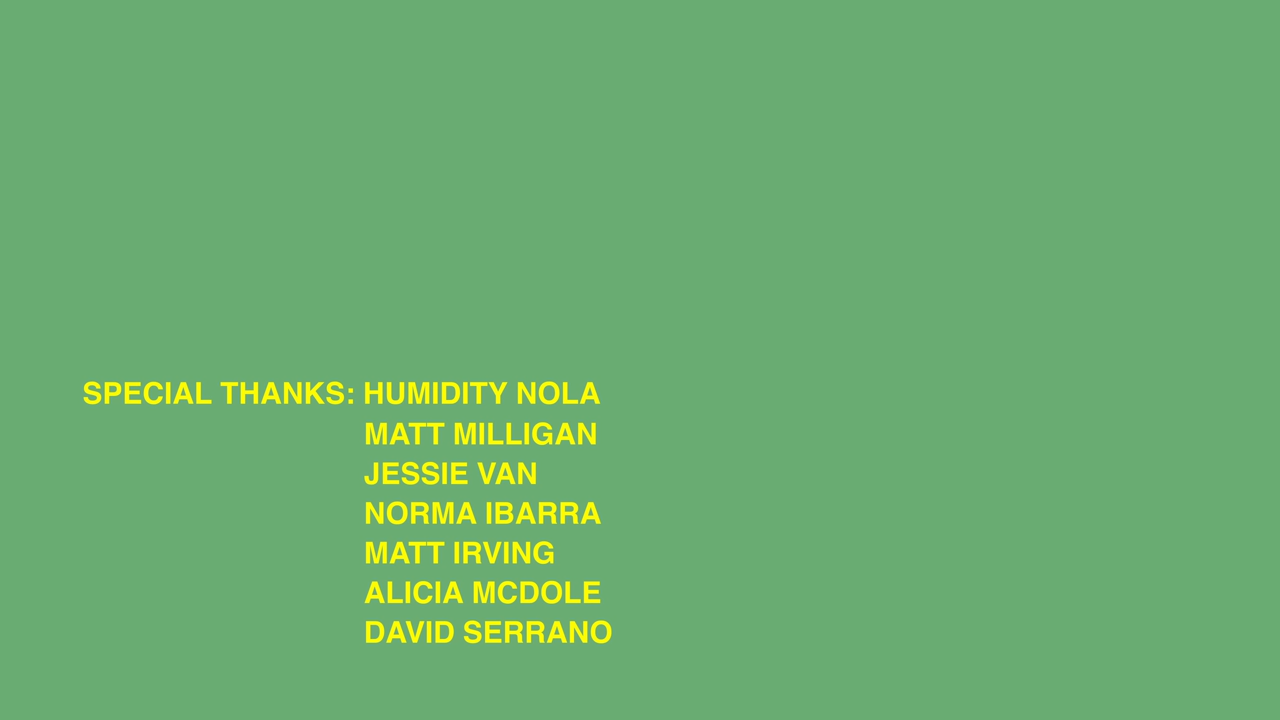 SPECIAL THANKS: HUMIDITY NOLA
MATT MILLIGAN
JESSIE VAN
NORMA IBARRA
MATT IRVING
ALICIA MCDOLE
DAVID SERRANO